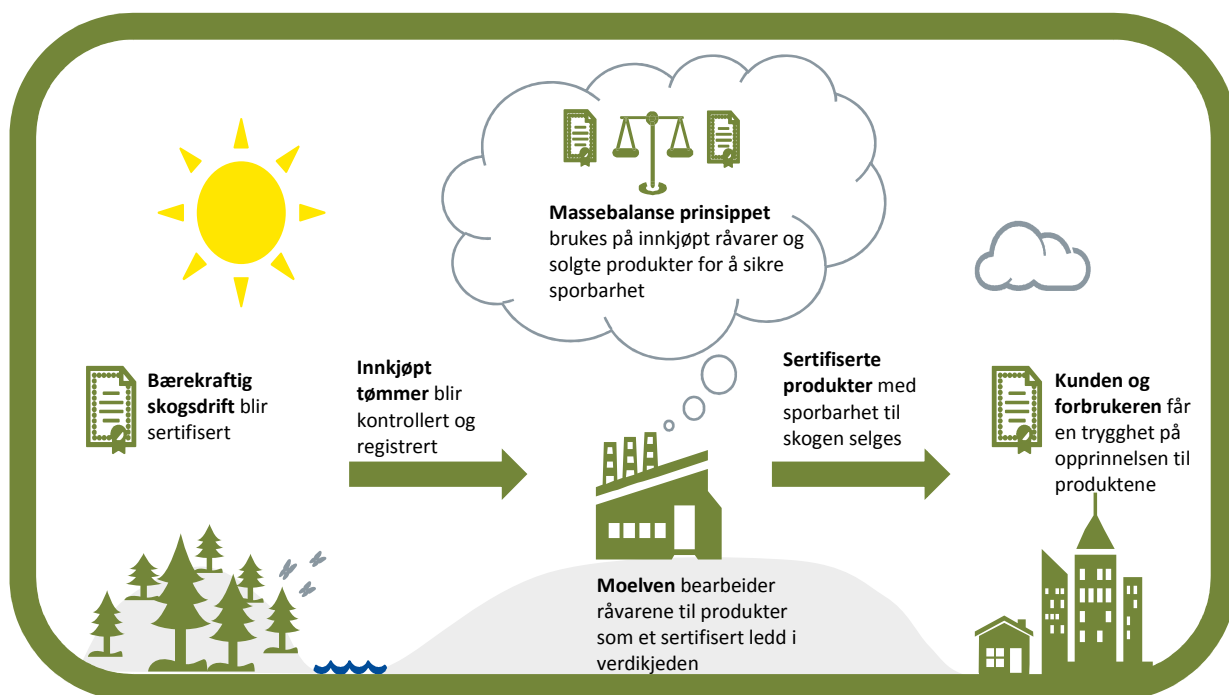 Massebalanse prinsippet
brukes på innkjøpt råvarer og
solgte produkter for å sikre
sporbarhet
Bærekraftig
skogsdrift blir
sertifisert
Innkjøpt
tømmer blir
kontrollert og
registrert
Sertifiserte
produkter med
sporbarhet til
skogen selges
Kunden og
forbrukeren får
en trygghet på
opprinnelsen til
produktene
Moelven bearbeider
råvarene til produkter
som et sertifisert ledd i
verdikjeden